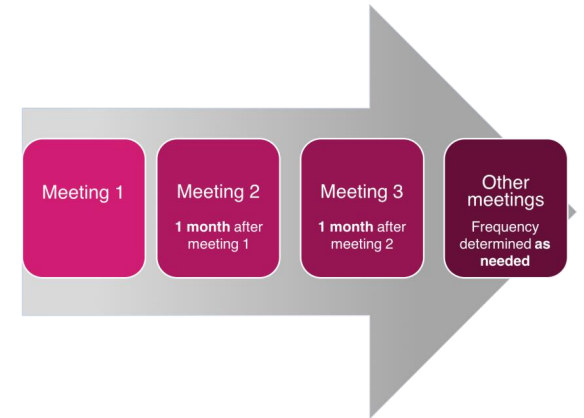 Meeting 1
Meeting 2
1 month after
meeting 1
Meeting 3
1 month after
meeting 2
Other
meetings
Frequency
determined as
needed